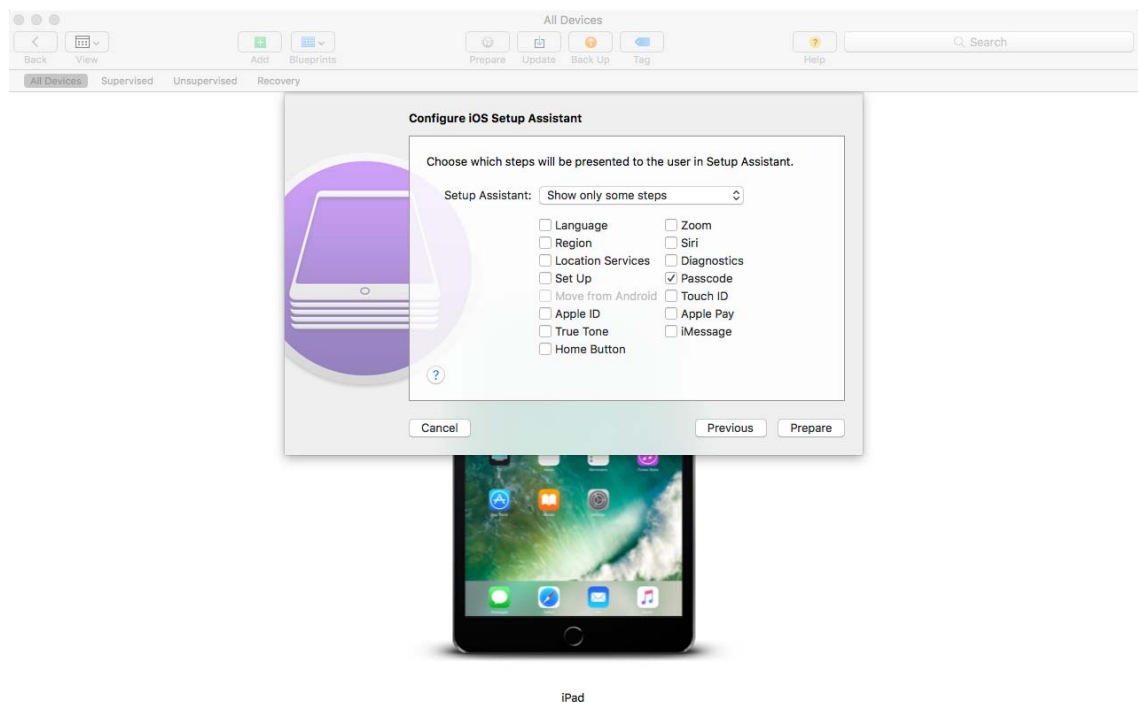 All Devices
Back View Add Blueprints Prepare Update Back Up Tag Help Search
All Devices Supervised Unsupervised Recovery
Configure iOS Setup Assistant
Choose which steps will be presented to the user in Setup Assistant.
Setup Assistant: Show only some steps
Language Zoom
Region Siri
Location Services Diagnostics
Set Up Passcode
Move from Android Touch ID
Apple ID Apple Pay
True Tone iMessage
Home Button
?
Cancel Previous Prepare
iPad